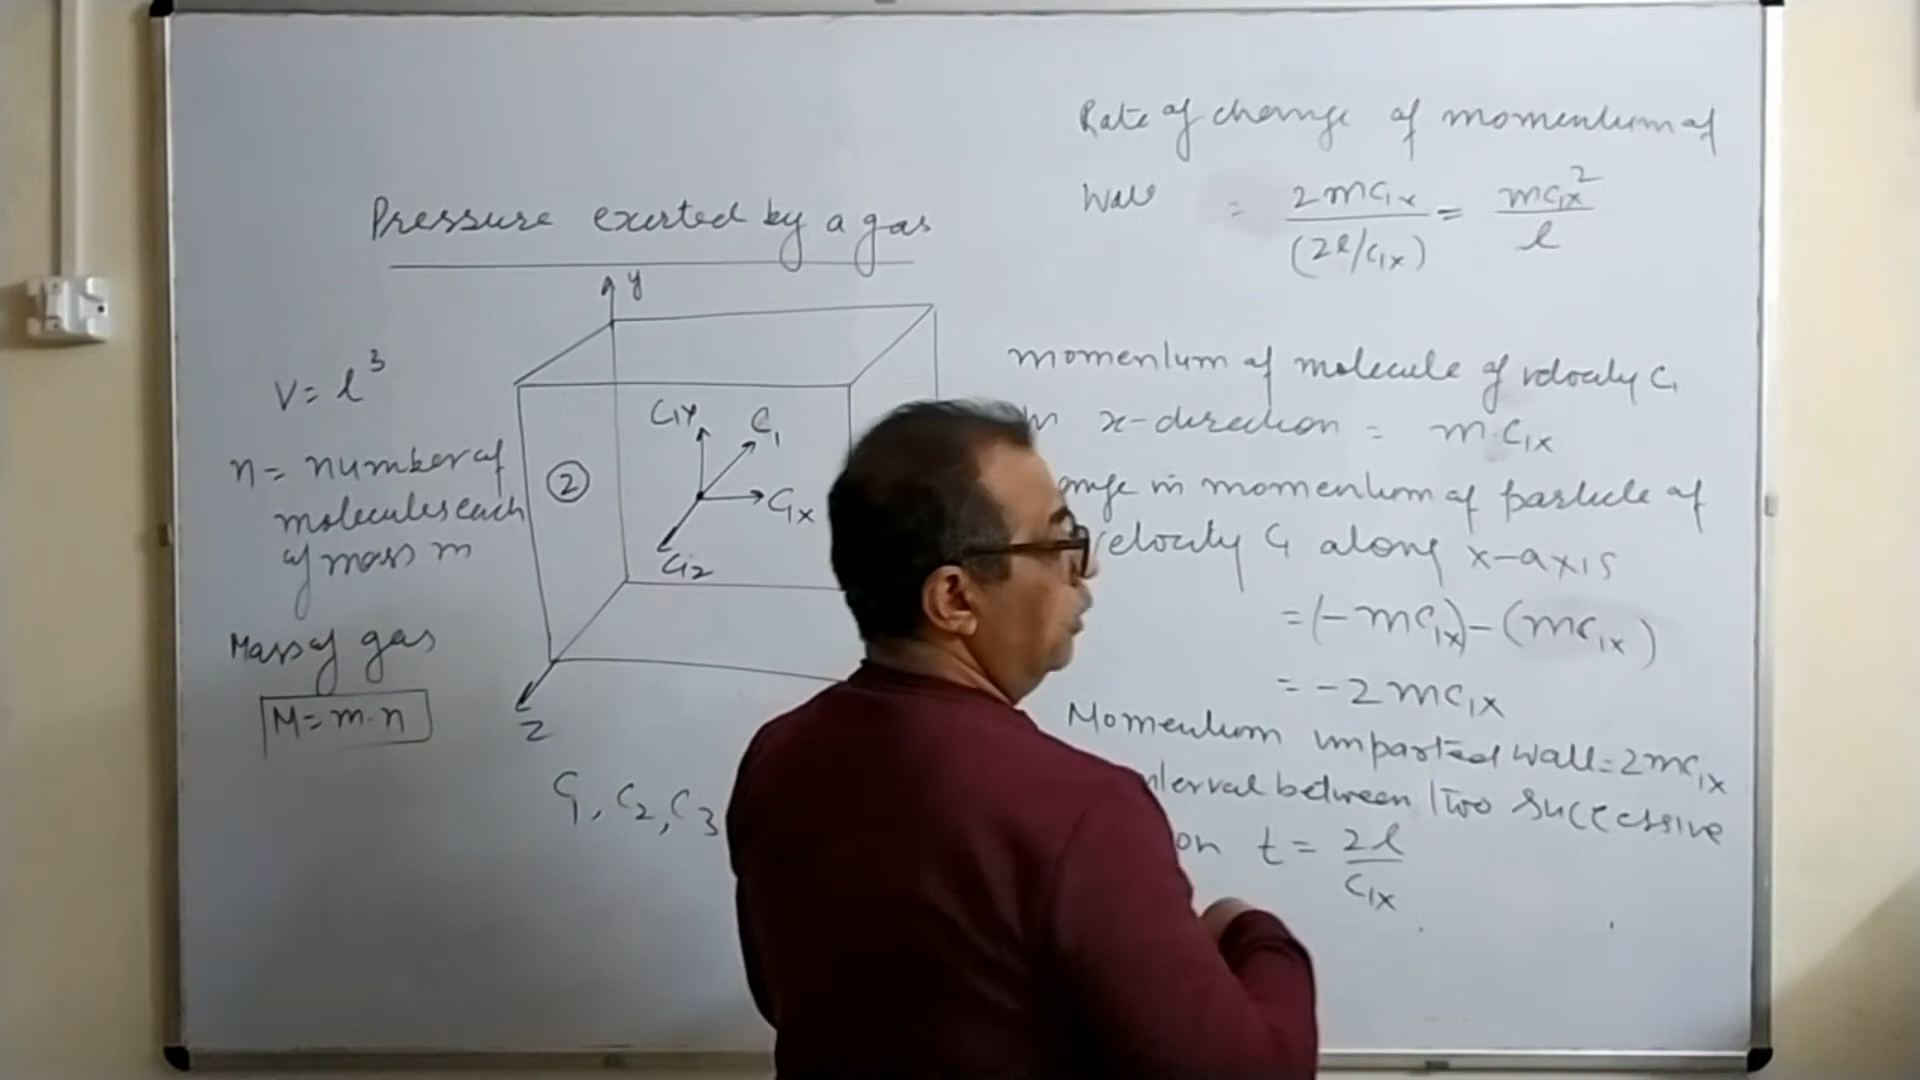 Pressure exerted by a gas
y
V = l³
n = number of
molecules each
of mass m
Mass of gas
M = m.n
②
C₁y
C₁
C₁x
C₁z
Z
C₁, C₂, C₃
Rate of change of momentum of
Wall = 2mC₁x / (2l/C₁x) = mC₁x² / l
momentum of molecule of velocity C₁
x-direction = m C₁x
in momentum of particle of
velocity C₁ along x-axis
= (-mC₁x) - (mC₁x)
= -2mC₁x
Momentum imparted wall = 2mC₁x
between two successive
t = 2l / C₁x